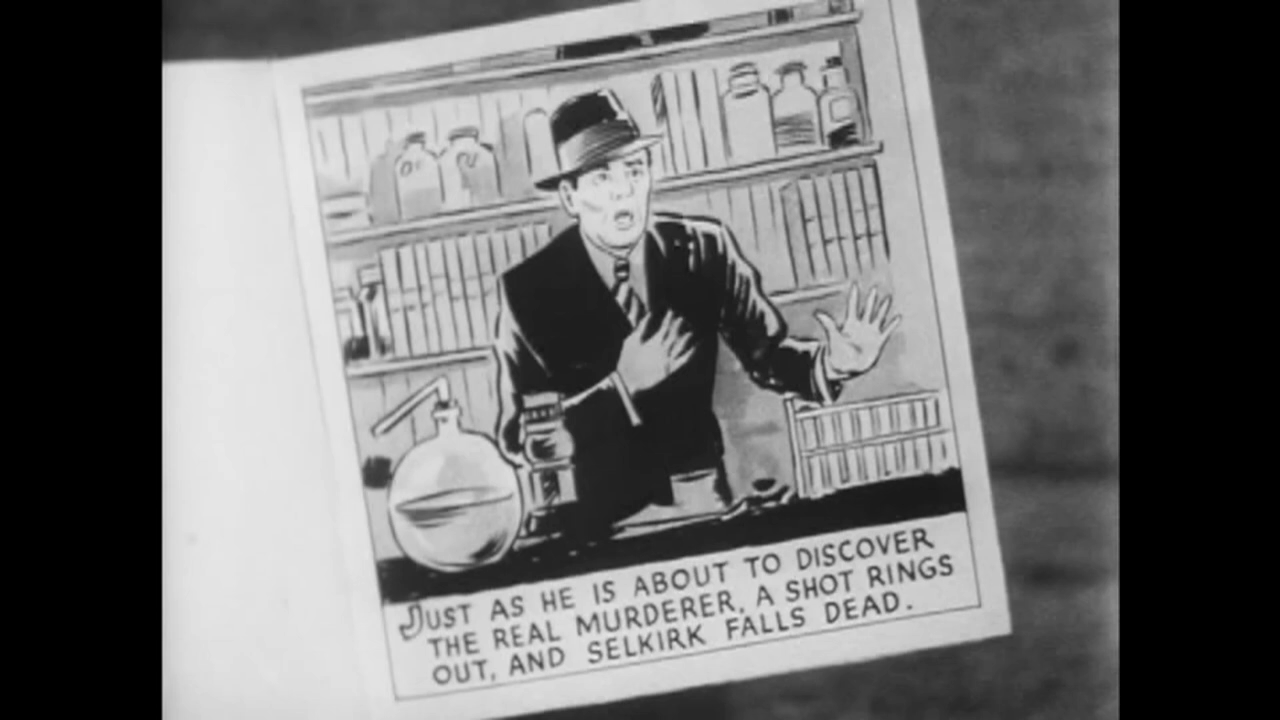 JUST AS HE IS ABOUT TO DISCOVER
THE REAL MURDERER, A SHOT RINGS
OUT, AND SELKIRK FALLS DEAD.